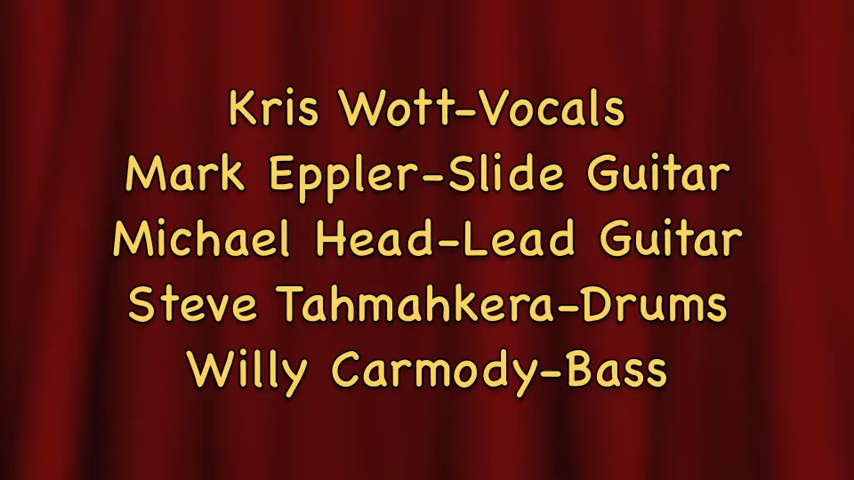 Kris Wott-Vocals
Mark Eppler-Slide Guitar
Michael Head-Lead Guitar
Steve Tahmahkera-Drums
Willy Carmody-Bass